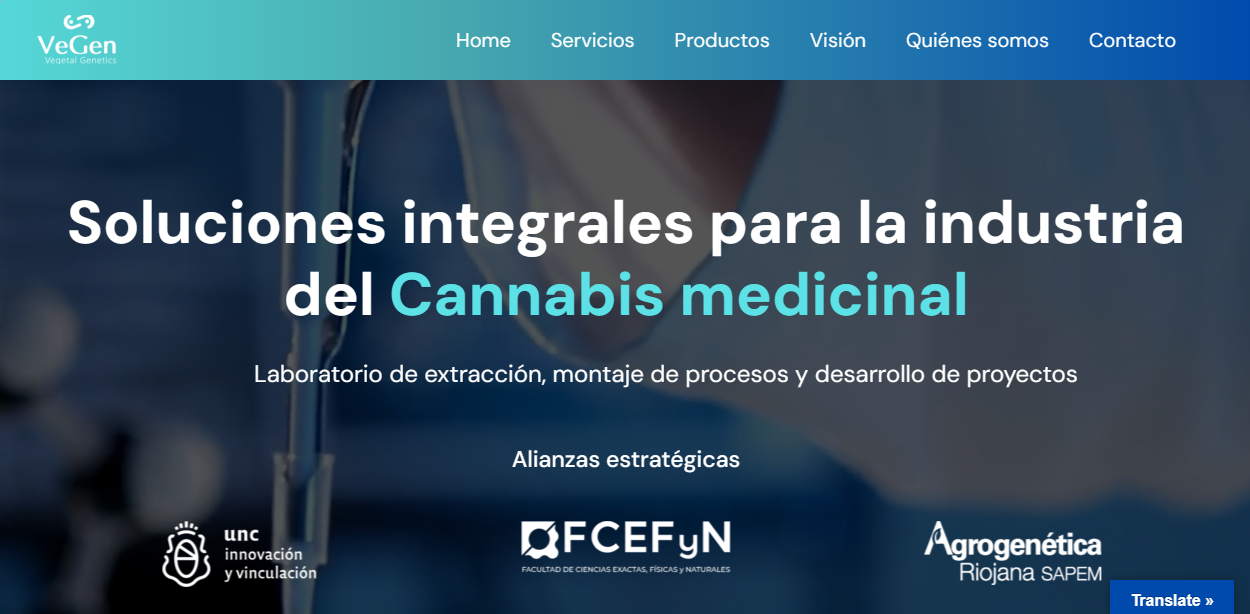 VeGen
Vegetal Genetics
Home Servicios Productos Visión Quiénes somos Contacto
Soluciones integrales para la industria
del Cannabis medicinal
Laboratorio de extracción, montaje de procesos y desarrollo de proyectos
Alianzas estratégicas
unc
innovación
y vinculación
FCEFyN
FACULTAD DE CIENCIAS EXACTAS, FÍSICAS y NATURALES
Agrogenética
Riojana SAPEM
Translate »